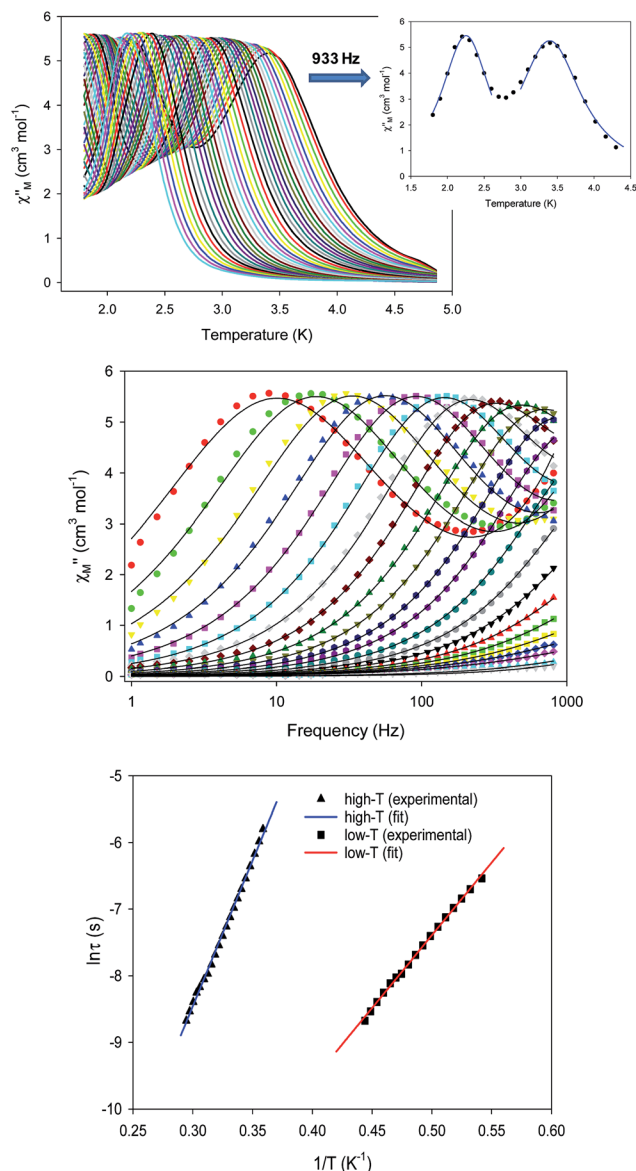 6
5
4
3
2
1
0
χ"M (cm3 mol-1)
2.0 2.5 3.0 3.5 4.0 4.5 5.0
Temperature (K)
933 Hz
6
5
4
3
2
1
0
χ"M (cm3 mol-1)
1.5 2.0 2.5 3.0 3.5 4.0 4.5
Temperature (K)
6
5
4
3
2
1
0
χM" (cm3 mol-1)
1 10 100 1000
Frequency (Hz)
-5
-6
-7
-8
-9
-10
lnτ (s)
high-T (experimental)
high-T (fit)
low-T (experimental)
low-T (fit)
0.25 0.30 0.35 0.40 0.45 0.50 0.55 0.60
1/T (K-1)